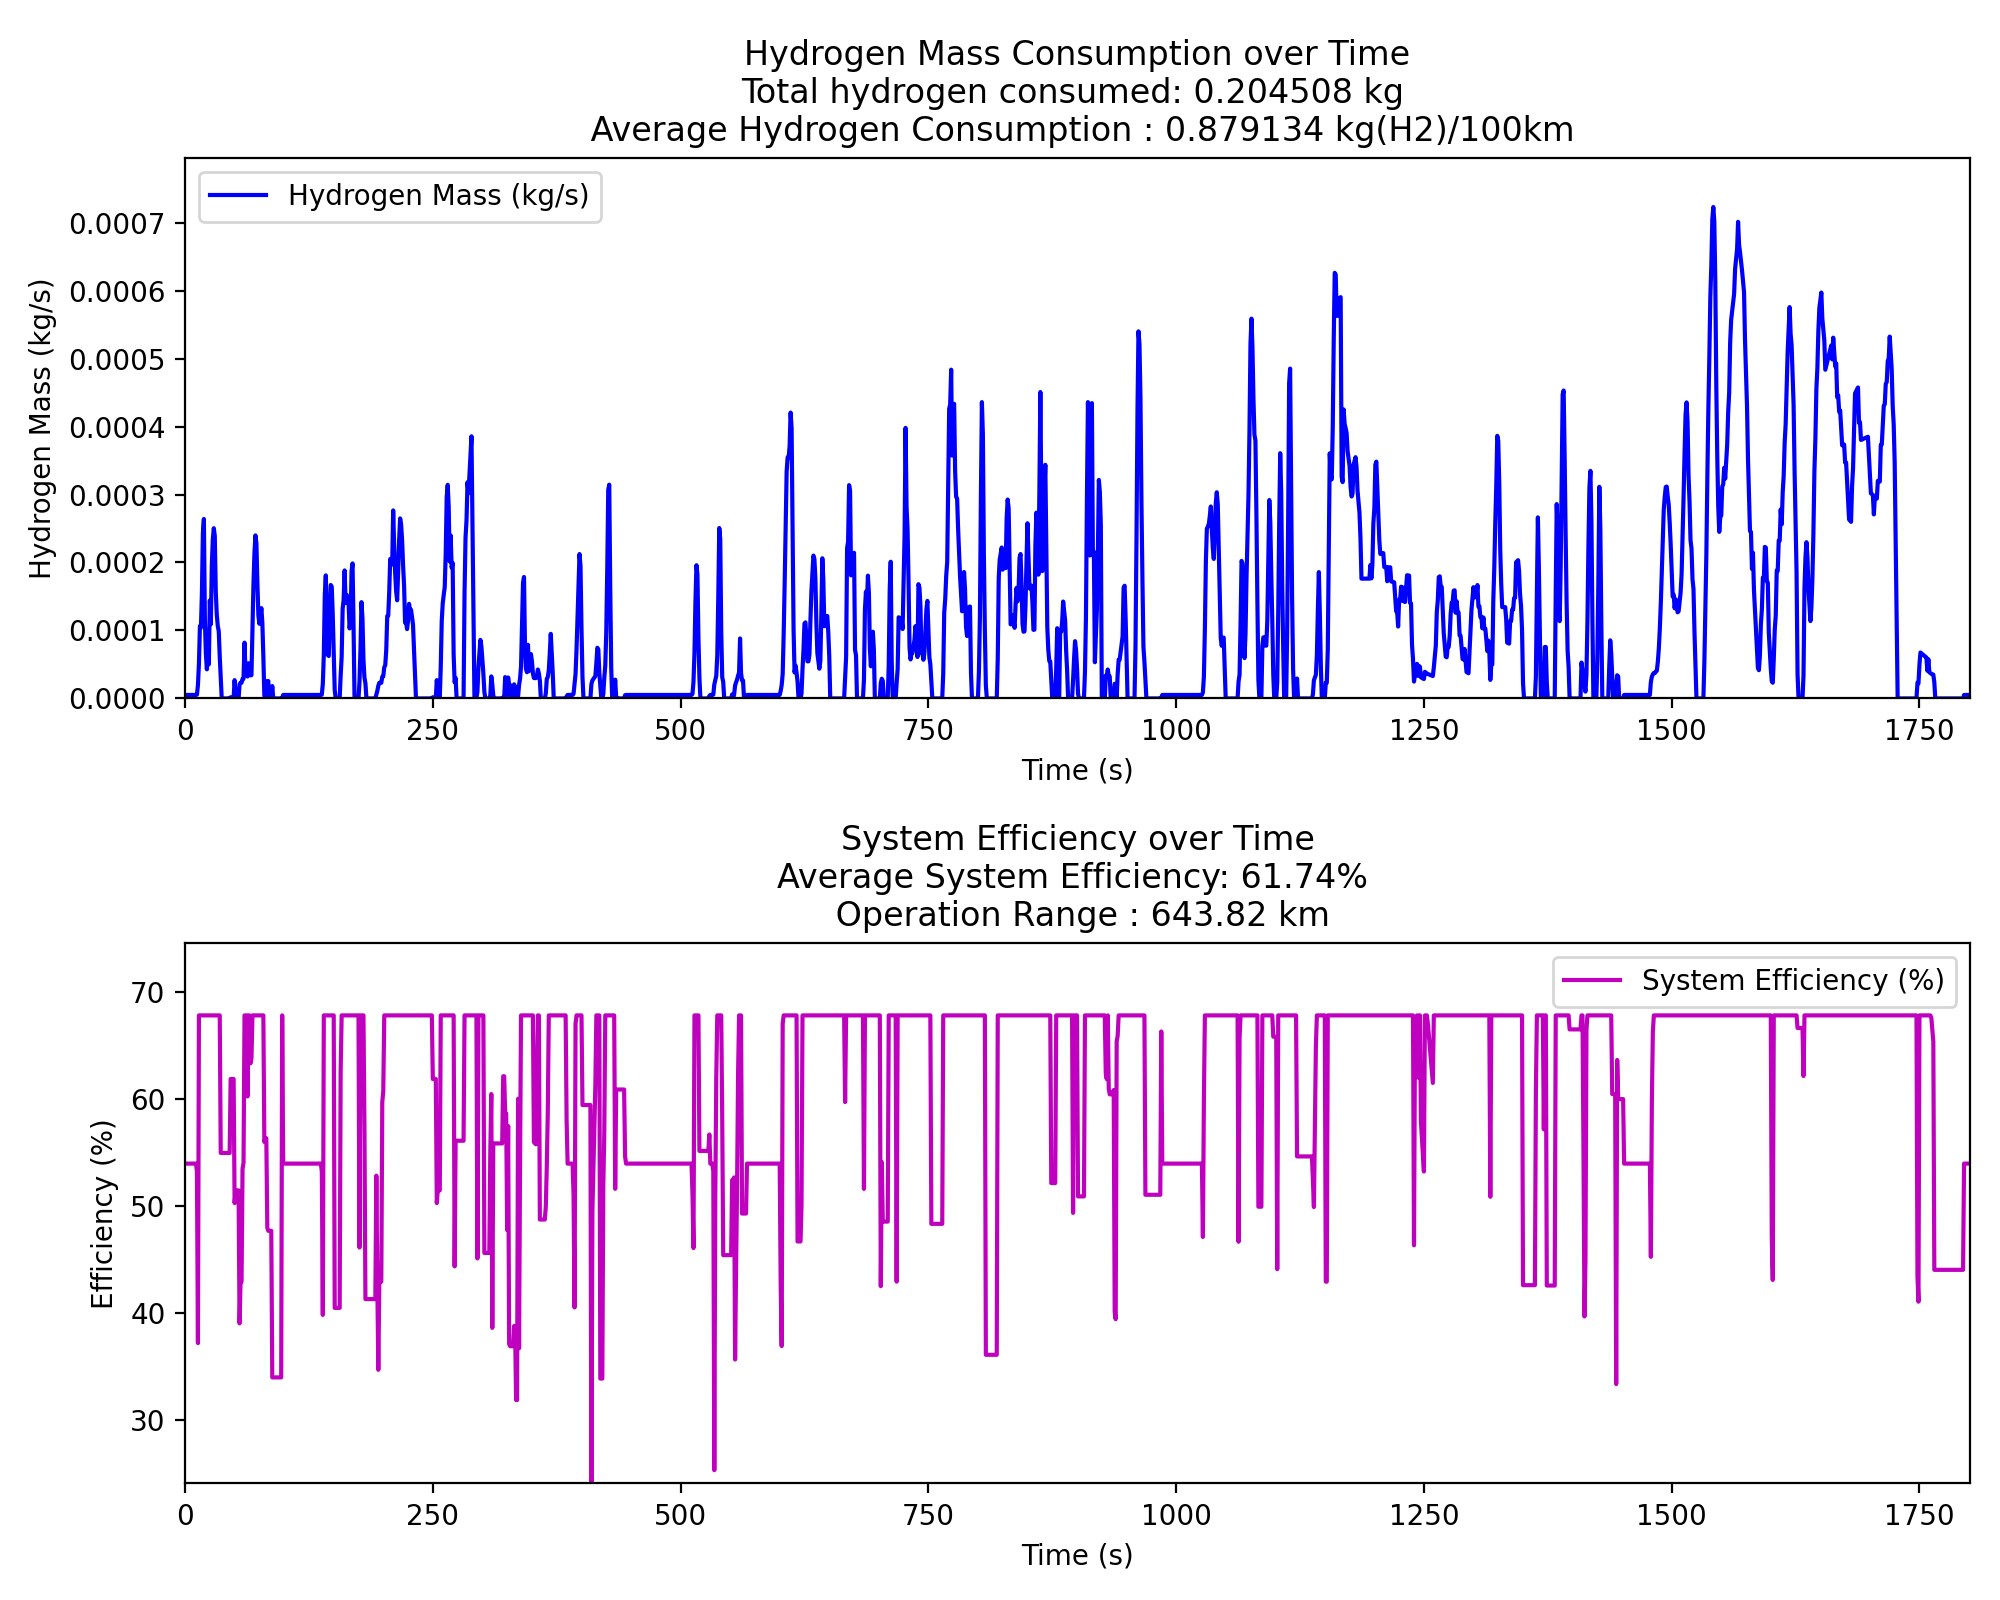 Hydrogen Mass Consumption over Time
Total hydrogen consumed: 0.204508 kg
Average Hydrogen Consumption : 0.879134 kg(H2)/100km
Hydrogen Mass (kg/s)
Hydrogen Mass (kg/s)
0.0007
0.0006
0.0005
0.0004
0.0003
0.0002
0.0001
0.0000
0 250 500 750 1000 1250 1500 1750
Time (s)
System Efficiency over Time
Average System Efficiency: 61.74%
Operation Range : 643.82 km
System Efficiency (%)
Efficiency (%)
70
60
50
40
30
0 250 500 750 1000 1250 1500 1750
Time (s)